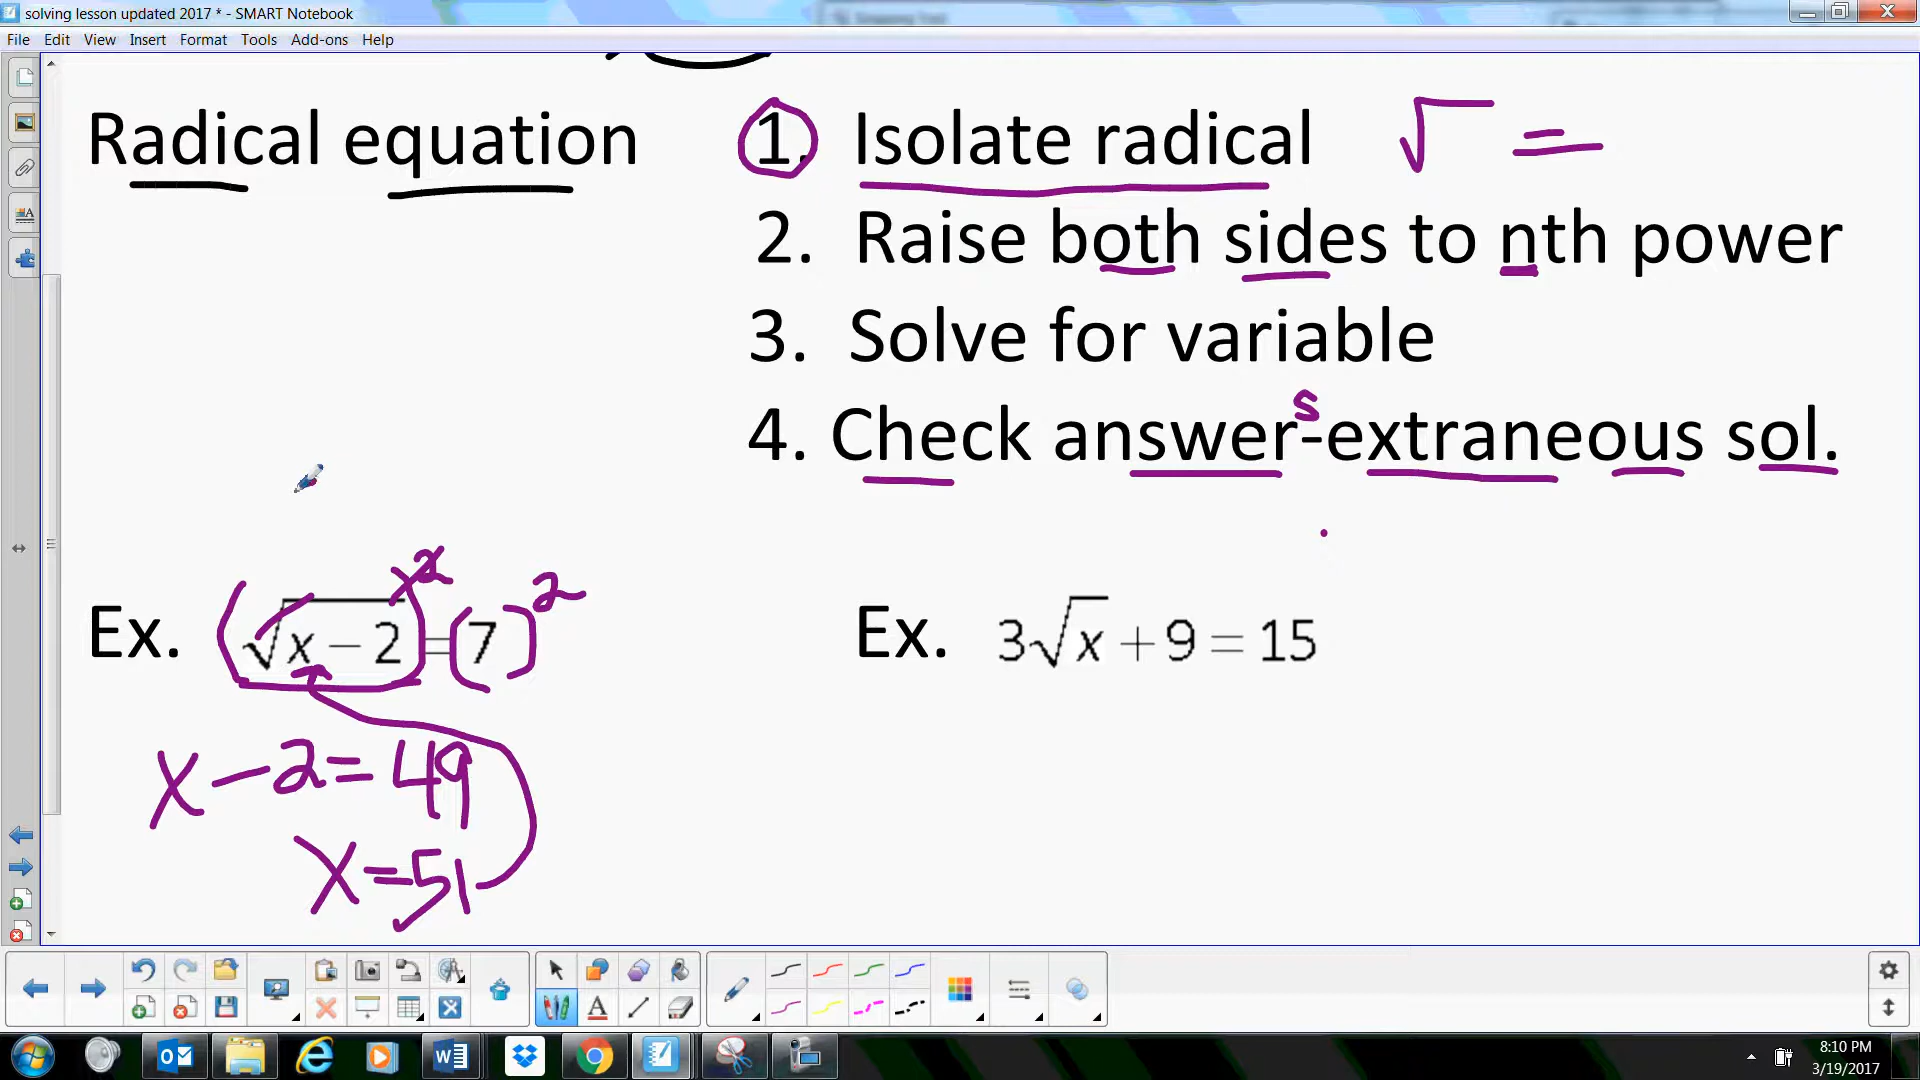 solving lesson updated 2017 * - SMART Notebook
File Edit View Insert Format Tools Add-ons Help
Radical equation
1. Isolate radical √ =
2. Raise both sides to nth power
3. Solve for variable
4. Check answer^s-extraneous sol.
Ex. (√x − 2)^2 = (7)^2
x − 2 = 49
x = 51
Ex. 3√x + 9 = 15
8:10 PM
3/19/2017